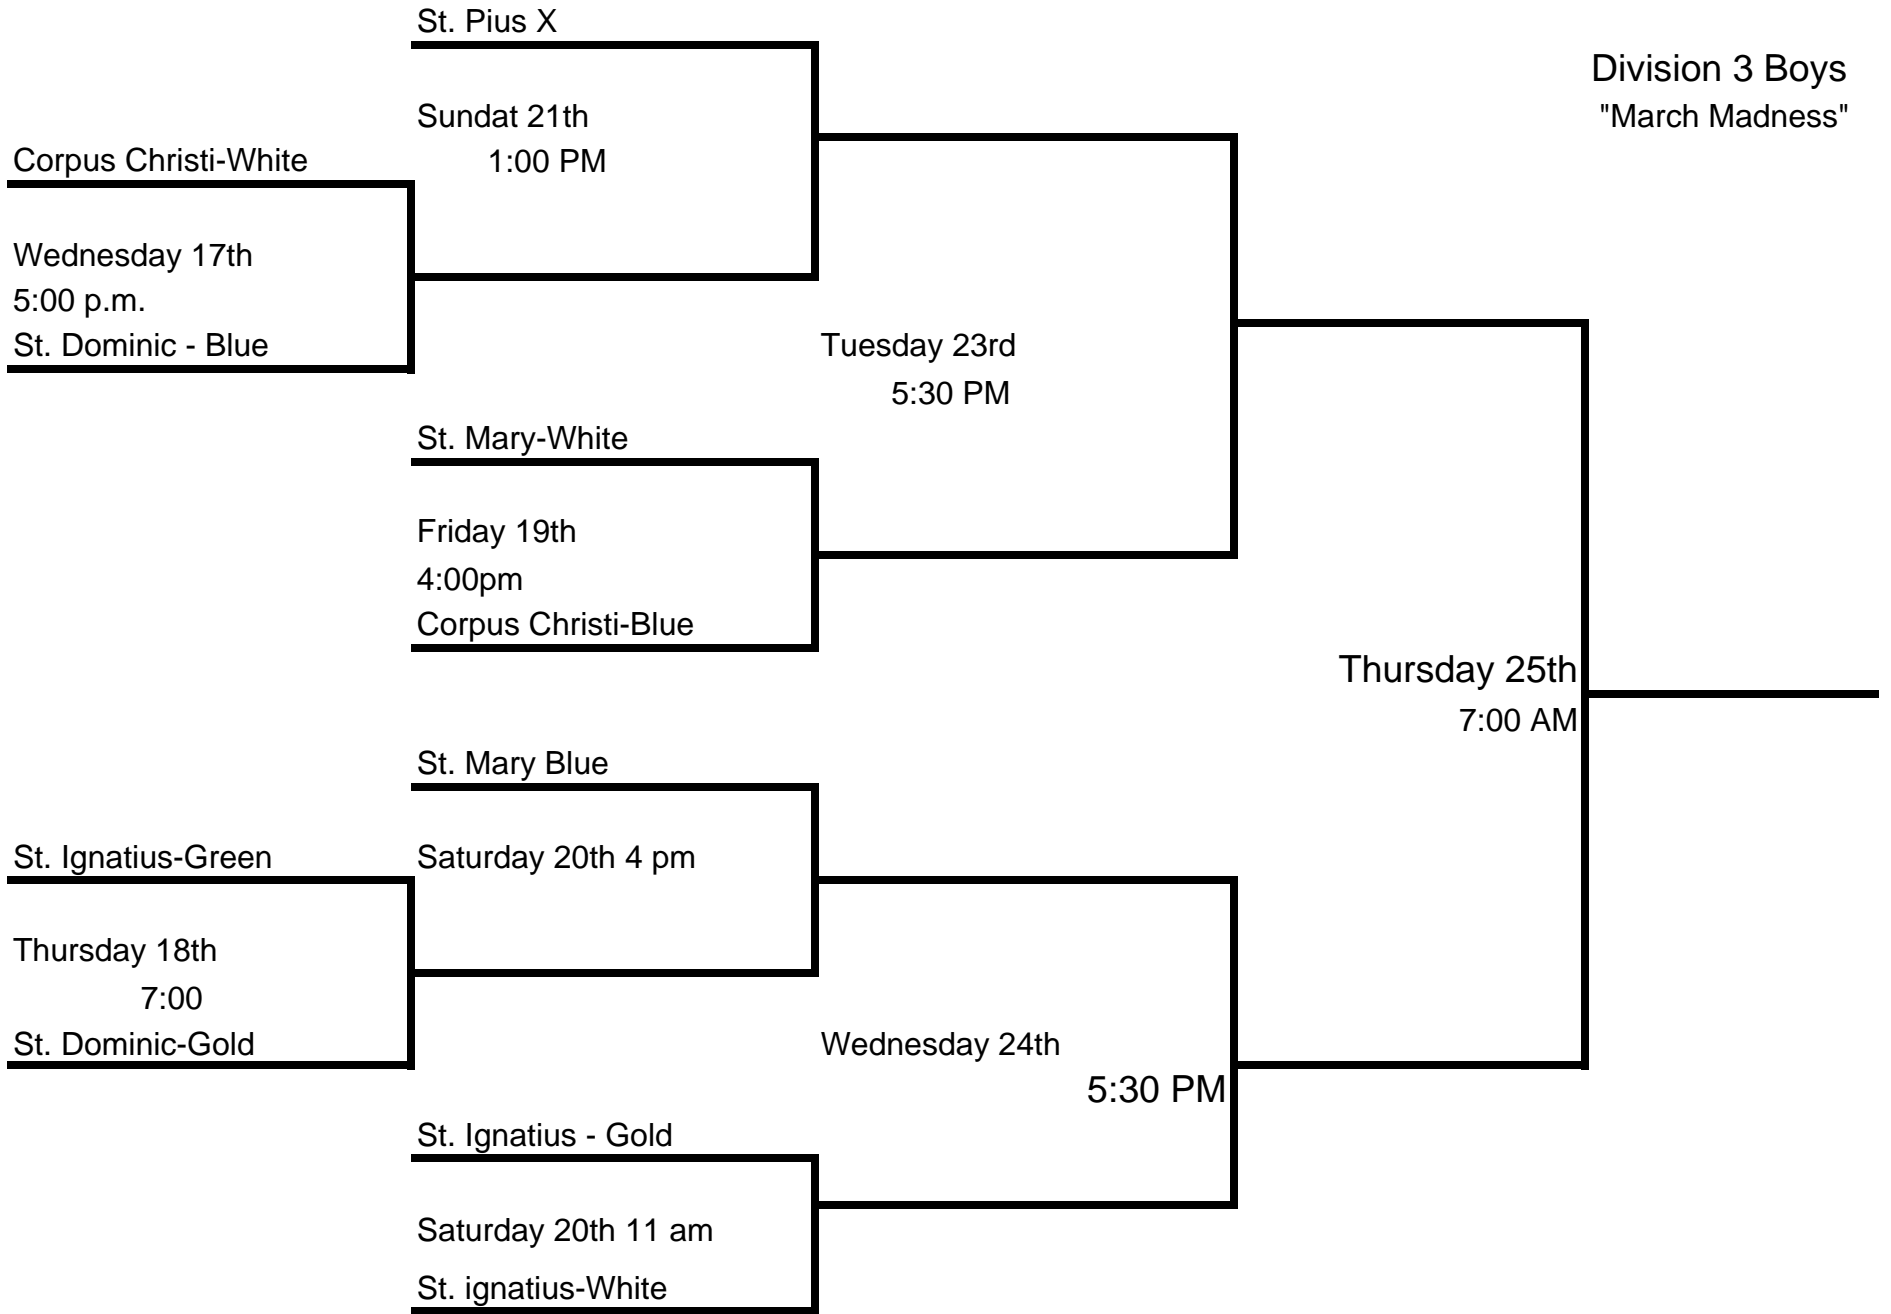 St. Pius X
Division 3 Boys
"March Madness"
Sundat 21th
1:00 PM
Corpus Christi-White
Wednesday 17th
5:00 p.m.
St. Dominic - Blue
Tuesday 23rd
5:30 PM
St. Mary-White
Friday 19th
4:00pm
Corpus Christi-Blue
Thursday 25th
7:00 AM
St. Mary Blue
St. Ignatius-Green
Saturday 20th 4 pm
Thursday 18th
7:00
St. Dominic-Gold
Wednesday 24th
5:30 PM
St. Ignatius - Gold
Saturday 20th 11 am
St. ignatius-White